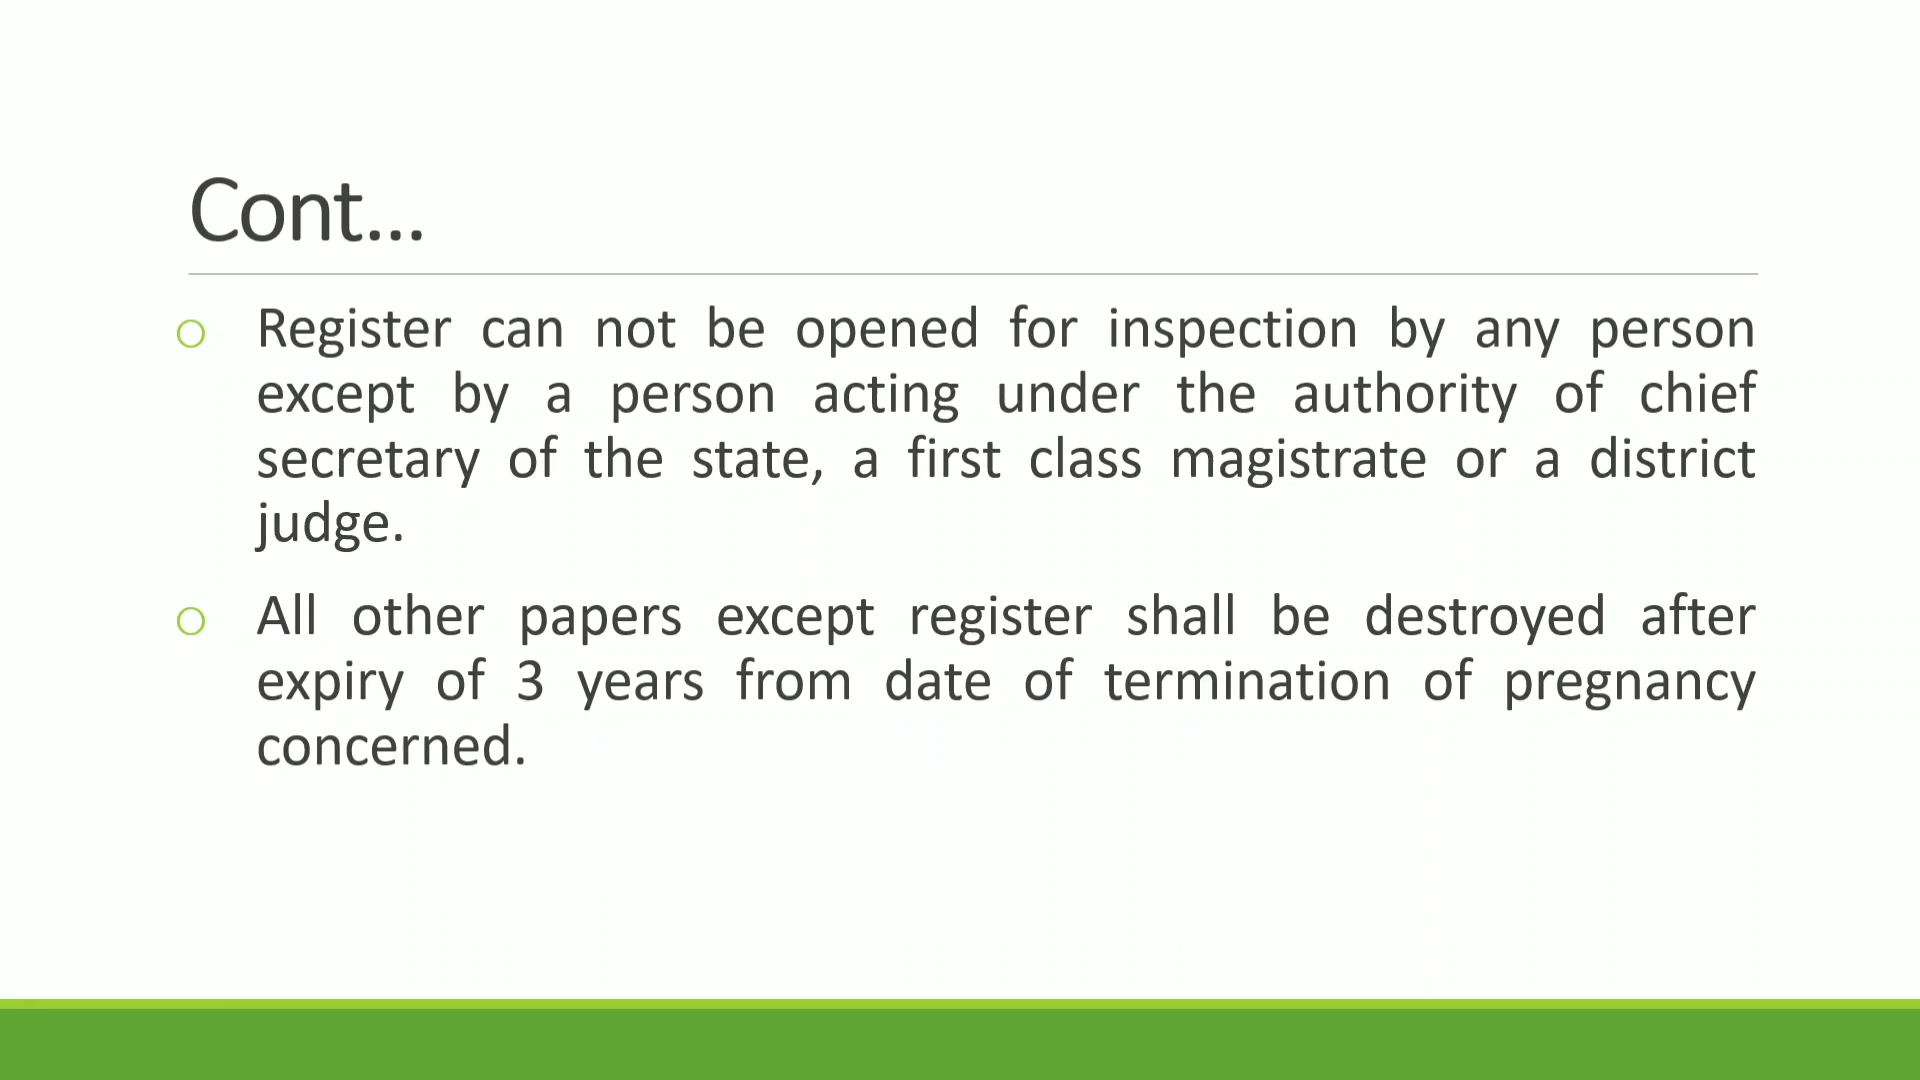 Cont...
o Register can not be opened for inspection by any person
except by a person acting under the authority of chief
secretary of the state, a first class magistrate or a district
judge.
o All other papers except register shall be destroyed after
expiry of 3 years from date of termination of pregnancy
concerned.